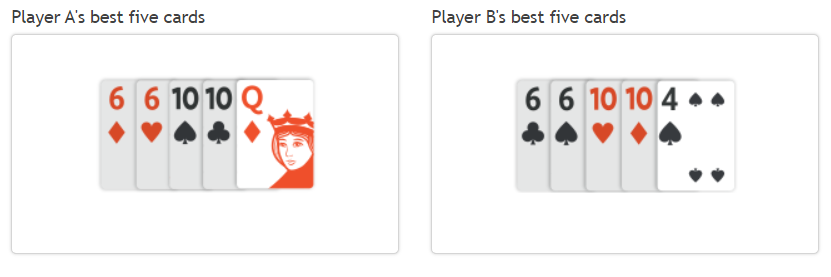 Player A's best five cards
Player B's best five cards
6 6 10 10 Q
6 6 10 10 4